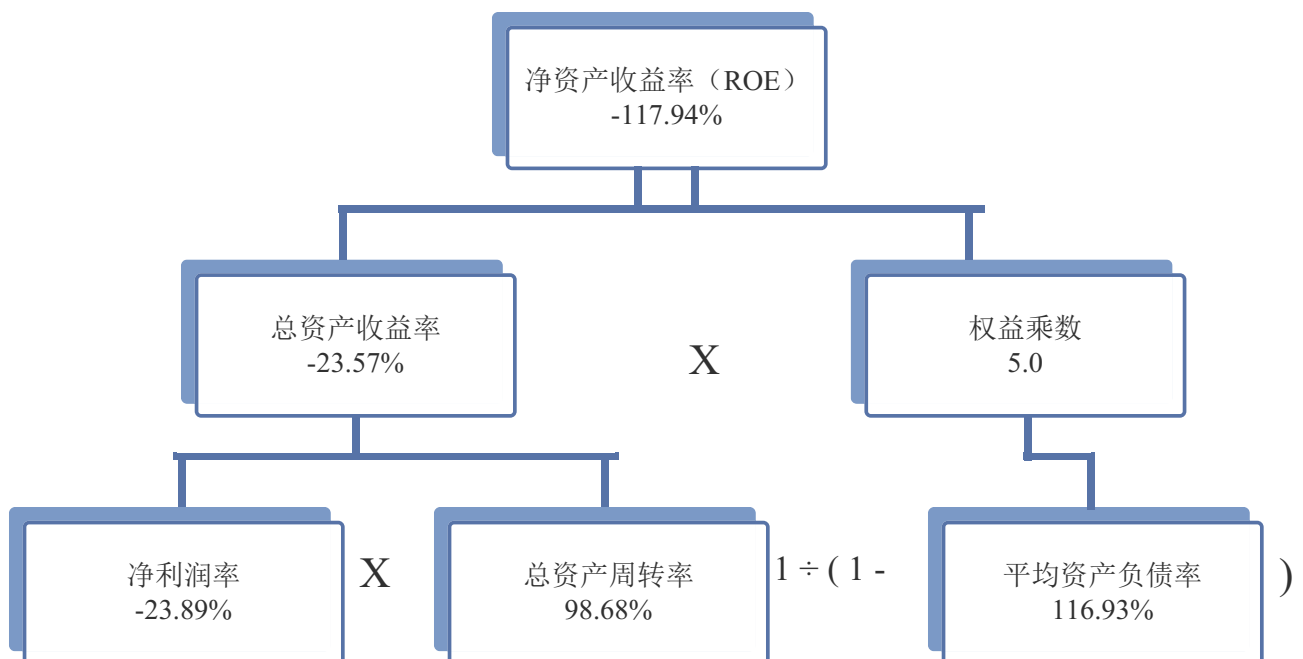 净资产收益率（ROE）
-117.94%
总资产收益率
-23.57%
X
权益乘数
5.0
净利润率
-23.89%
X
总资产周转率
98.68%
1 ÷ ( 1 -
平均资产负债率
116.93%
)